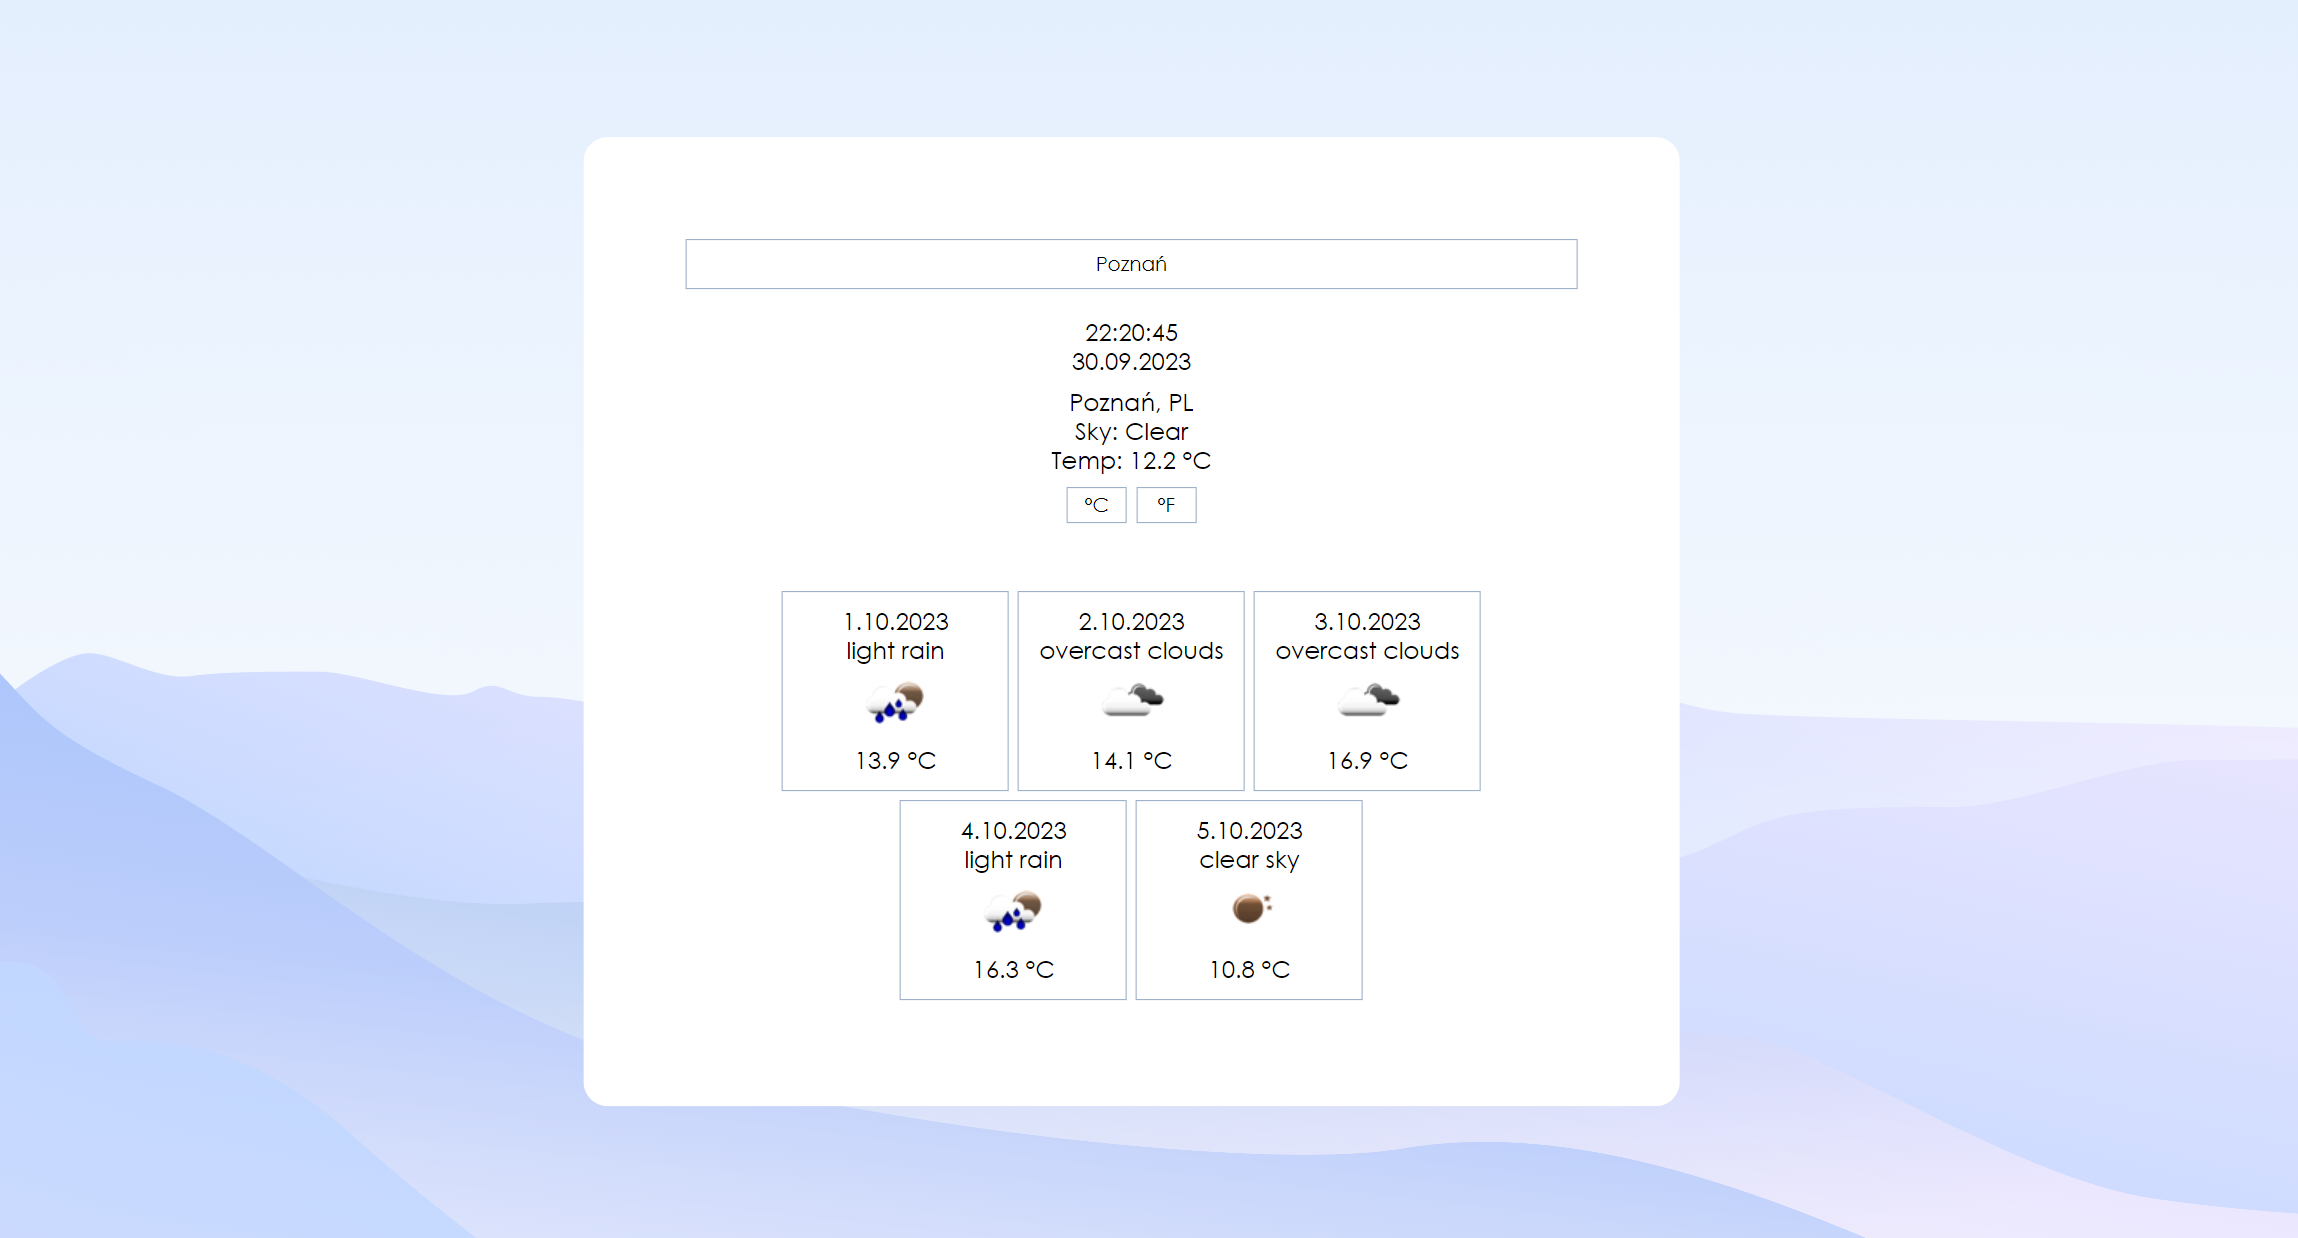 Poznań
22:20:45
30.09.2023
Poznań, PL
Sky: Clear
Temp: 12.2 °C
°C °F
1.10.2023
light rain
13.9 °C
2.10.2023
overcast clouds
14.1 °C
3.10.2023
overcast clouds
16.9 °C
4.10.2023
light rain
16.3 °C
5.10.2023
clear sky
10.8 °C